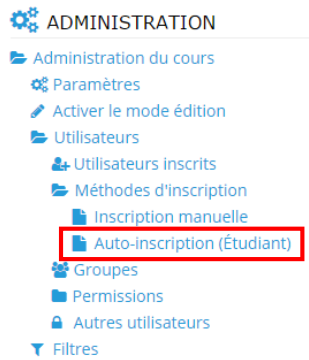 ADMINISTRATION
Administration du cours
Paramètres
Activer le mode édition
Utilisateurs
Utilisateurs inscrits
Méthodes d'inscription
Inscription manuelle
Auto-inscription (Étudiant)
Groupes
Permissions
Autres utilisateurs
Filtres